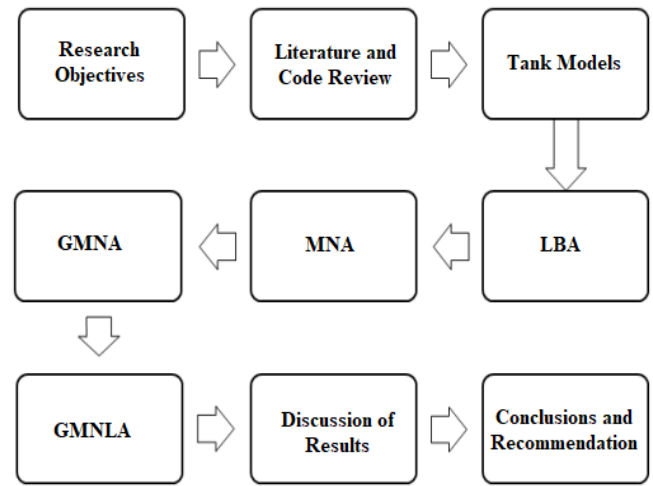 Research
Objectives
Literature and
Code Review
Tank Models
GMNA
MNA
LBA
GMNLA
Discussion of
Results
Conclusions and
Recommendation